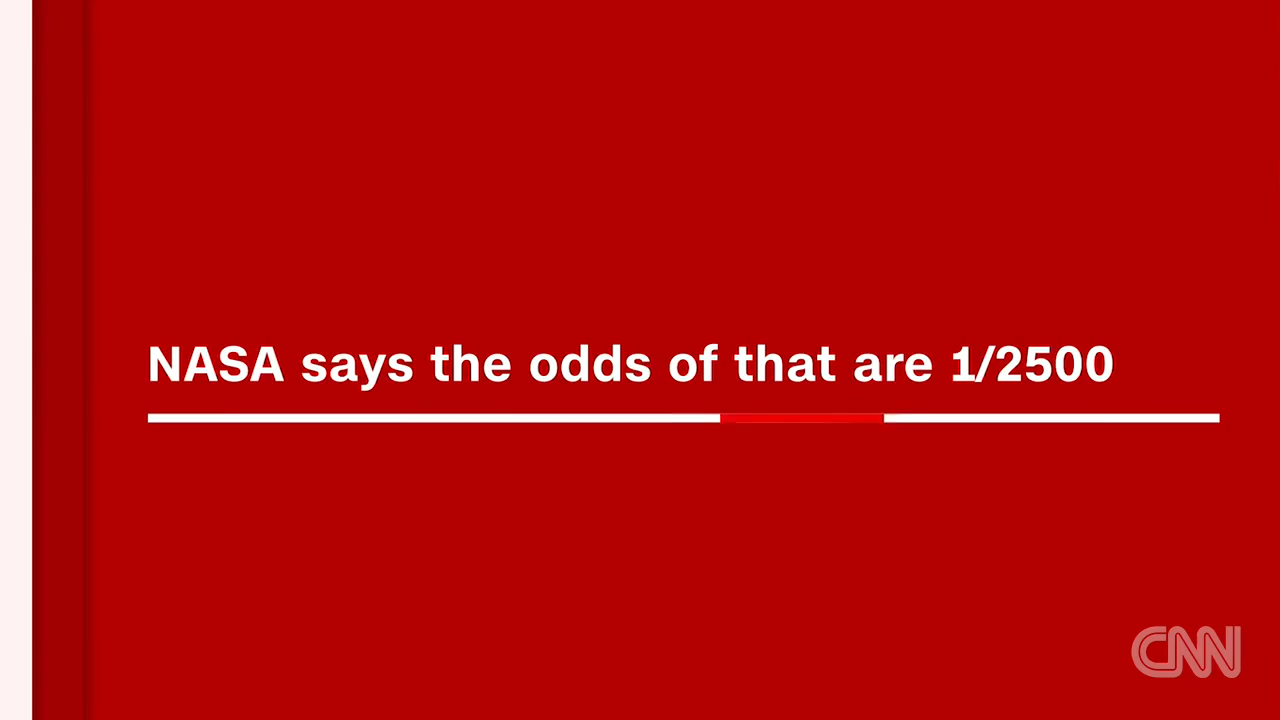 NASA says the odds of that are 1/2500
CNN